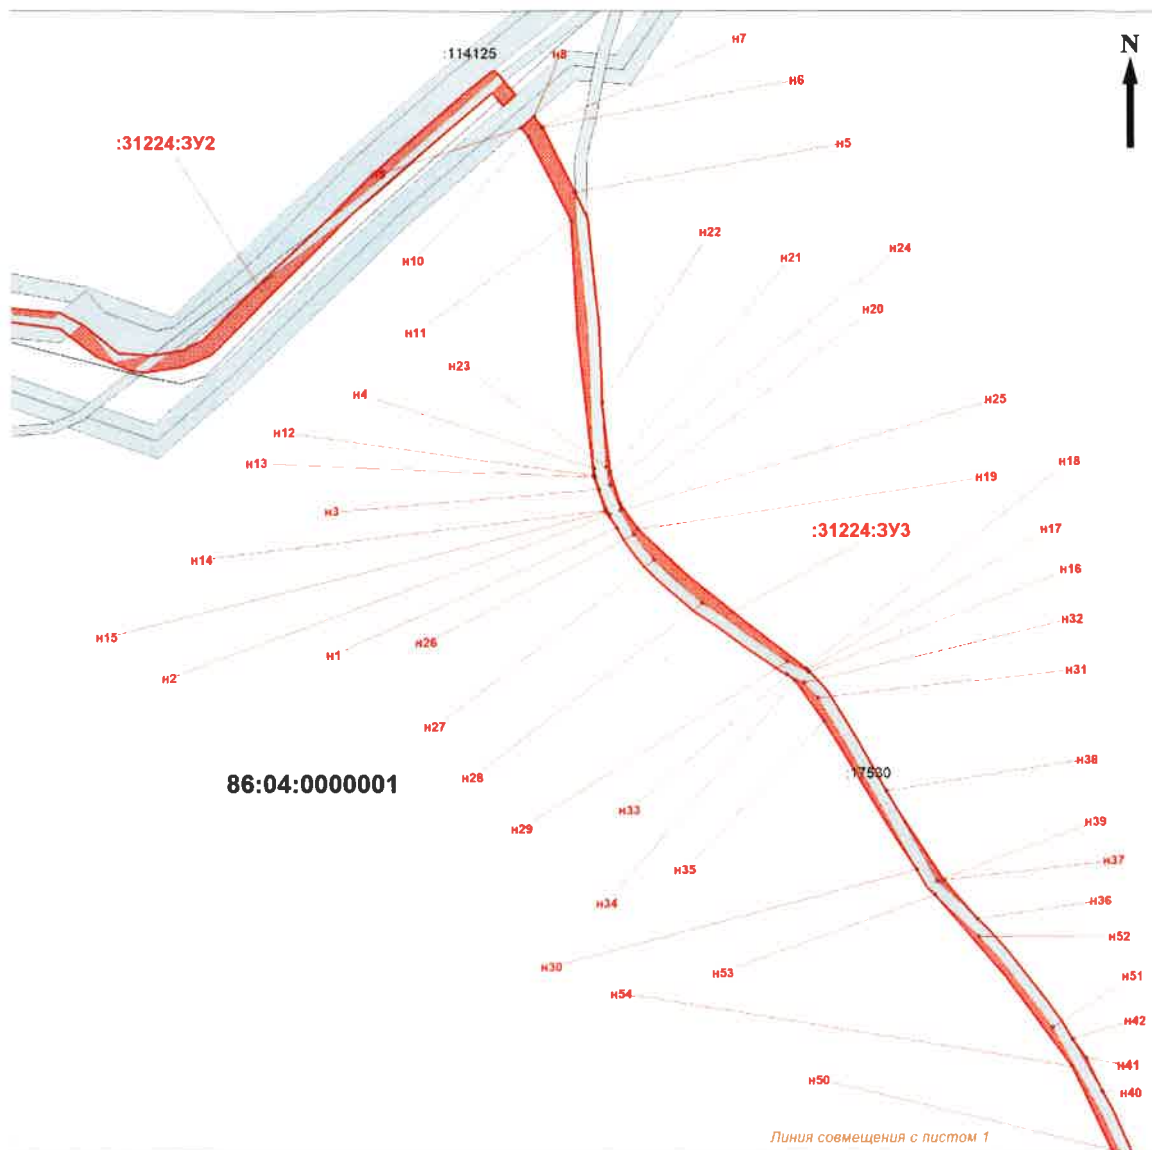 н7
N
:114125
н8
н6
:31224:ЗУ2
н5
н22
н24
н10
н21
н20
н11
н23
н4
н25
н12
н13
н18
н19
н3
:31224:ЗУ3
н17
н14
н16
н32
н15
н26
н1
н31
н2
н27
н38
:17530
н28
86:04:0000001
н33
н39
н29
н37
н35
н36
н34
н52
н30
н53
н51
н54
н42
н41
н50
н40
Линия совмещения с листом 1